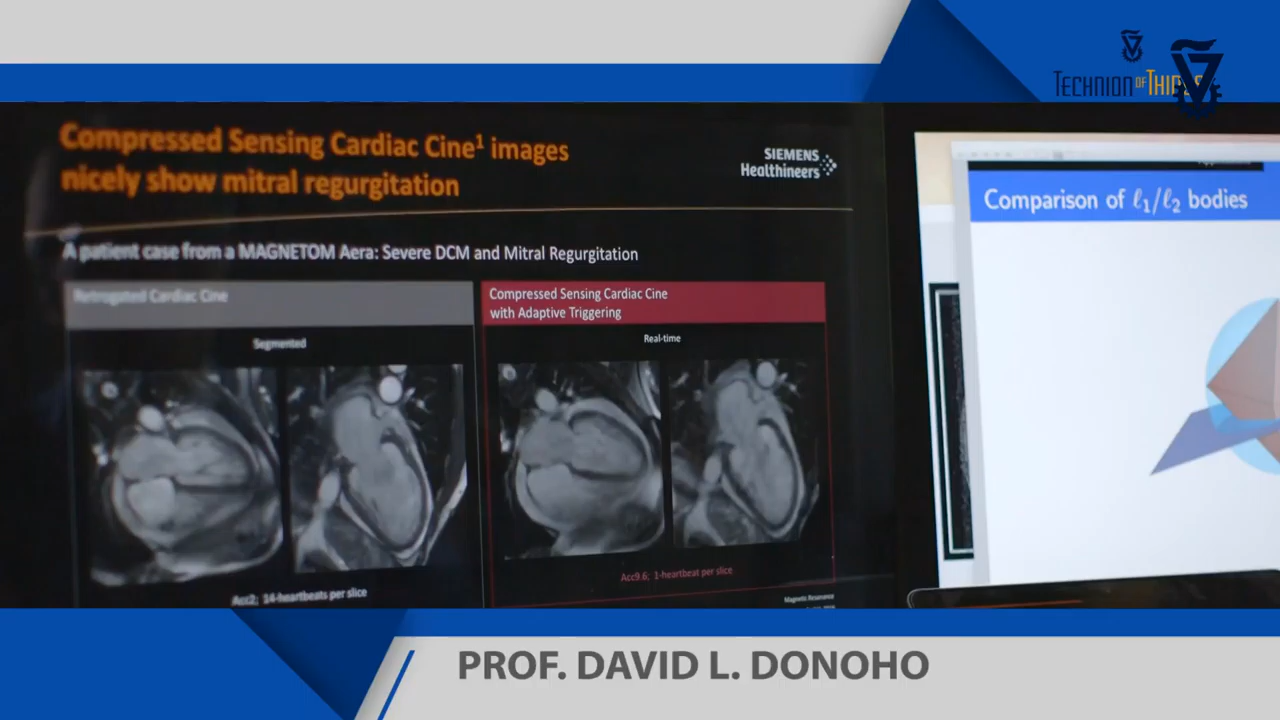 TECHNION OF THINGS
Compressed Sensing Cardiac Cine¹ images
nicely show mitral regurgitation
SIEMENS
Healthineers
A patient case from a MAGNETOM Aera: Severe DCM and Mitral Regurgitation
Retrogated Cardiac Cine
Segmented
Acc2; 14-heartbeats per slice
Compressed Sensing Cardiac Cine
with Adaptive Triggering
Real-time
Acc9.6; 1-heartbeat per slice
Magnetic Resonance
Comparison of ℓ₁/ℓ₂ bodies
PROF. DAVID L. DONOHO